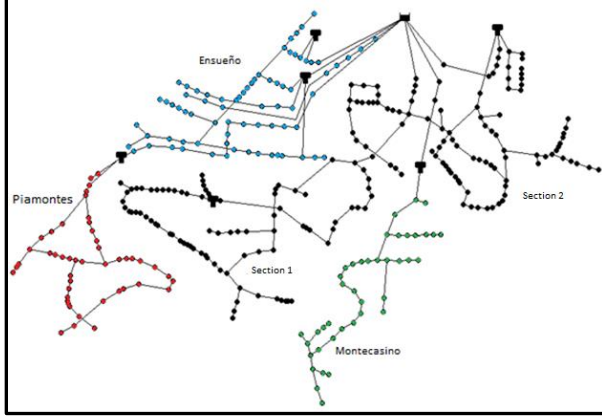 Ensueño
Piamontes
Section 2
Section 1
Montecasino